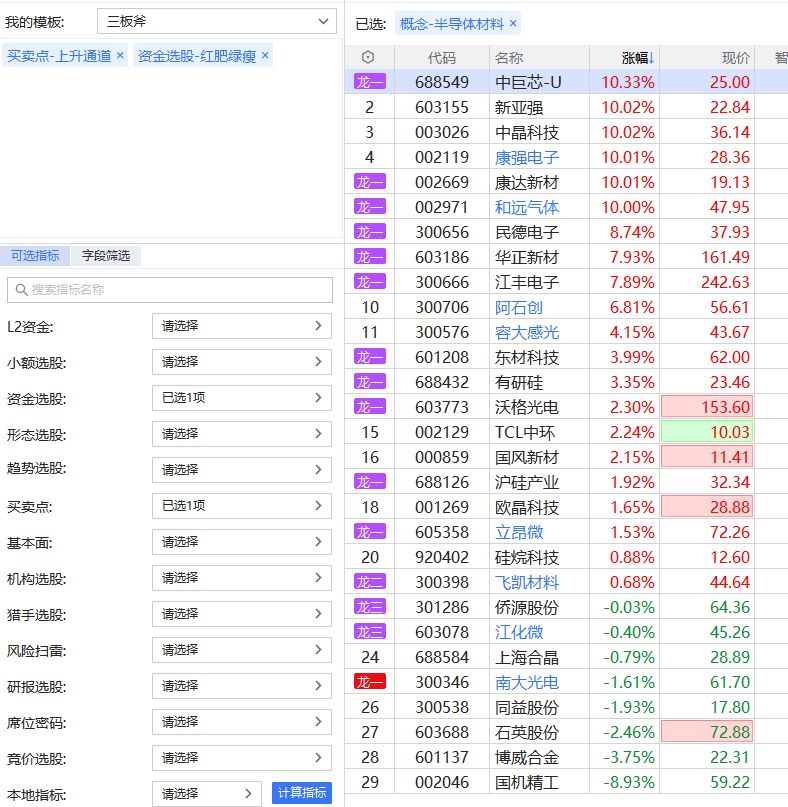 我的模板: 三板斧
买卖点-上升通道 × 资金选股-红肥绿瘦 ×
可选指标 字段筛选
搜索指标名称
L2资金: 请选择
小额选股: 请选择
资金选股: 已选1项
形态选股: 请选择
趋势选股: 请选择
买卖点: 已选1项
基本面: 请选择
机构选股: 请选择
猎手选股: 请选择
风险扫雷: 请选择
研报选股: 请选择
席位密码: 请选择
竞价选股: 请选择
本地指标: 请选择 计算指标
已选: 概念-半导体材料 ×
代码 名称 涨幅↓ 现价
龙一 688549 中巨芯-U 10.33% 25.00
2 603155 新亚强 10.02% 22.84
3 003026 中晶科技 10.02% 36.14
4 002119 康强电子 10.01% 28.36
龙一 002669 康达新材 10.01% 19.13
龙一 002971 和远气体 10.00% 47.95
龙一 300656 民德电子 8.74% 37.93
龙一 603186 华正新材 7.93% 161.49
龙一 300666 江丰电子 7.89% 242.63
10 300706 阿石创 6.81% 56.61
11 300576 容大感光 4.15% 43.67
龙一 601208 东材科技 3.99% 62.00
龙一 688432 有研硅 3.35% 23.46
龙一 603773 沃格光电 2.30% 153.60
15 002129 TCL中环 2.24% 10.03
16 000859 国风新材 2.15% 11.41
龙一 688126 沪硅产业 1.92% 32.34
18 001269 欧晶科技 1.65% 28.88
龙一 605358 立昂微 1.53% 72.26
20 920402 硅烷科技 0.88% 12.60
龙二 300398 飞凯材料 0.68% 44.64
龙三 301286 侨源股份 -0.03% 64.36
龙三 603078 江化微 -0.40% 45.26
24 688584 上海合晶 -0.79% 28.89
龙一 300346 南大光电 -1.61% 61.70
26 300538 同益股份 -1.93% 17.80
27 603688 石英股份 -2.46% 72.88
28 601137 博威合金 -3.75% 22.31
29 002046 国机精工 -8.93% 59.22